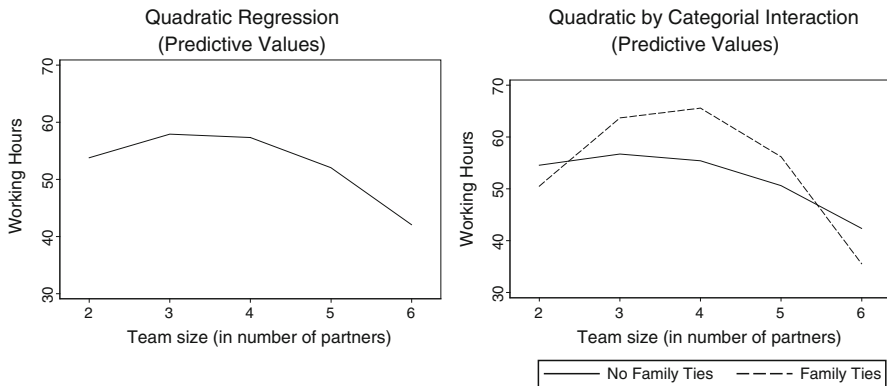 Quadratic Regression
(Predictive Values)
Working Hours
70
60
50
40
30
2 3 4 5 6
Team size (in number of partners)
Quadratic by Categorial Interaction
(Predictive Values)
Working Hours
70
60
50
40
30
2 3 4 5 6
Team size (in number of partners)
No Family Ties Family Ties